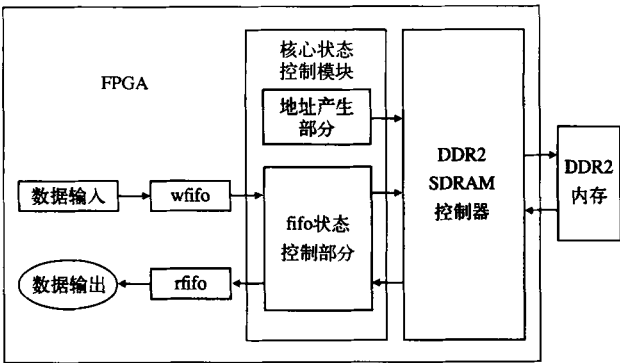 FPGA
核心状态
控制模块
地址产生
部分
数据输入
wfifo
fifo状态
控制部分
数据输出
rfifo
DDR2
SDRAM
控制器
DDR2
内存